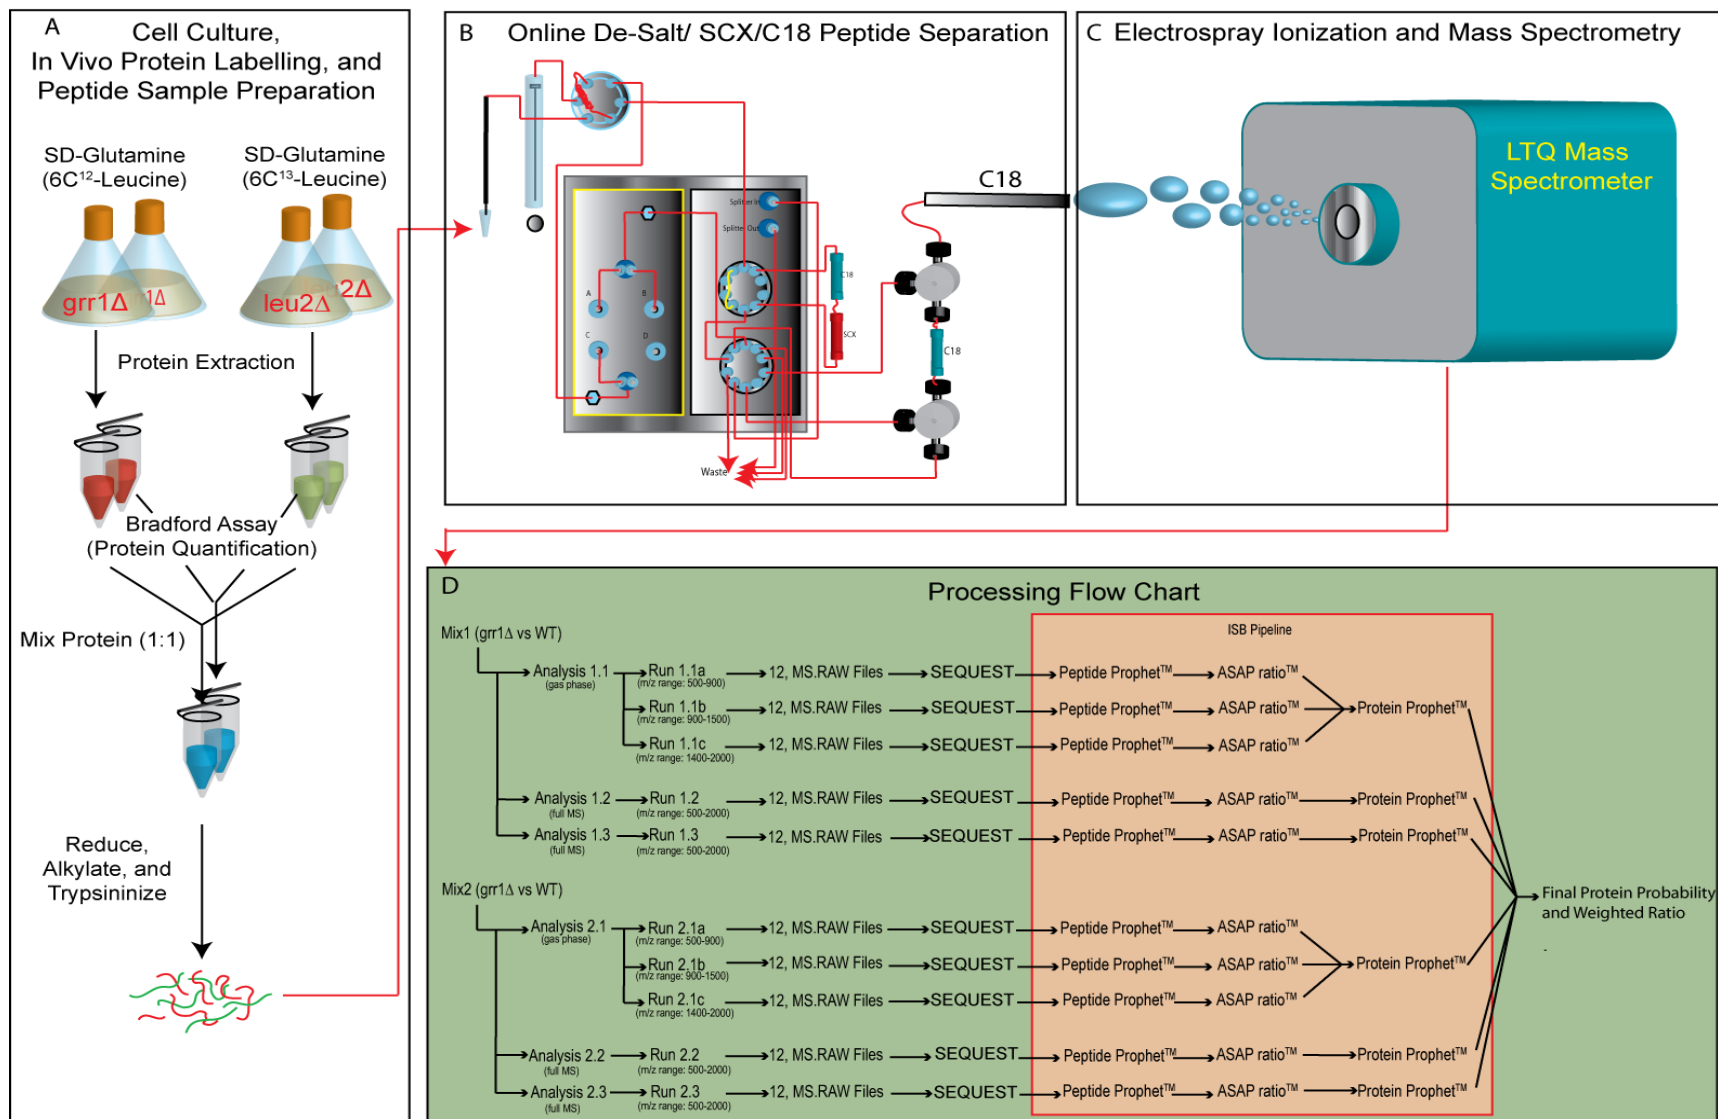 A
Cell Culture,
In Vivo Protein Labelling, and
Peptide Sample Preparation
SD-Glutamine
(6C¹²-Leucine)
SD-Glutamine
(6C¹³-Leucine)
grr1Δ
r1Δ
leu2Δ
leu2Δ
Protein Extraction
Bradford Assay
(Protein Quantification)
Mix Protein (1:1)
Reduce,
Alkylate, and
Trypsininize
B
Online De-Salt/ SCX/C18 Peptide Separation
Splitter In
Splitter Out
A
B
C
D
C18
SCX
C18
C18
Waste
C
Electrospray Ionization and Mass Spectrometry
LTQ Mass
Spectrometer
D
Processing Flow Chart
ISB Pipeline
Mix1 (grr1Δ vs WT)
Analysis 1.1 Run 1.1a 12, MS.RAW Files SEQUEST Peptide Prophet™ ASAP ratio™
(gas phase) (m/z range: 500-900)
Run 1.1b 12, MS.RAW Files SEQUEST Peptide Prophet™ ASAP ratio™ Protein Prophet™
(m/z range: 900-1500)
Run 1.1c 12, MS.RAW Files SEQUEST Peptide Prophet™ ASAP ratio™
(m/z range: 1400-2000)
Analysis 1.2 Run 1.2 12, MS.RAW Files SEQUEST Peptide Prophet™ ASAP ratio™ Protein Prophet™
(full MS) (m/z range: 500-2000)
Analysis 1.3 Run 1.3 12, MS.RAW Files SEQUEST Peptide Prophet™ ASAP ratio™ Protein Prophet™
(full MS) (m/z range: 500-2000)
Mix2 (grr1Δ vs WT)
Analysis 2.1 Run 2.1a 12, MS.RAW Files SEQUEST Peptide Prophet™ ASAP ratio™
(gas phase) (m/z range: 500-900)
Run 2.1b 12, MS.RAW Files SEQUEST Peptide Prophet™ ASAP ratio™ Protein Prophet™
(m/z range: 900-1500)
Run 2.1c 12, MS.RAW Files SEQUEST Peptide Prophet™ ASAP ratio™
(m/z range: 1400-2000)
Analysis 2.2 Run 2.2 12, MS.RAW Files SEQUEST Peptide Prophet™ ASAP ratio™ Protein Prophet™
(full MS) (m/z range: 500-2000)
Analysis 2.3 Run 2.3 12, MS.RAW Files SEQUEST Peptide Prophet™ ASAP ratio™ Protein Prophet™
(full MS) (m/z range: 500-2000)
Final Protein Probability
and Weighted Ratio